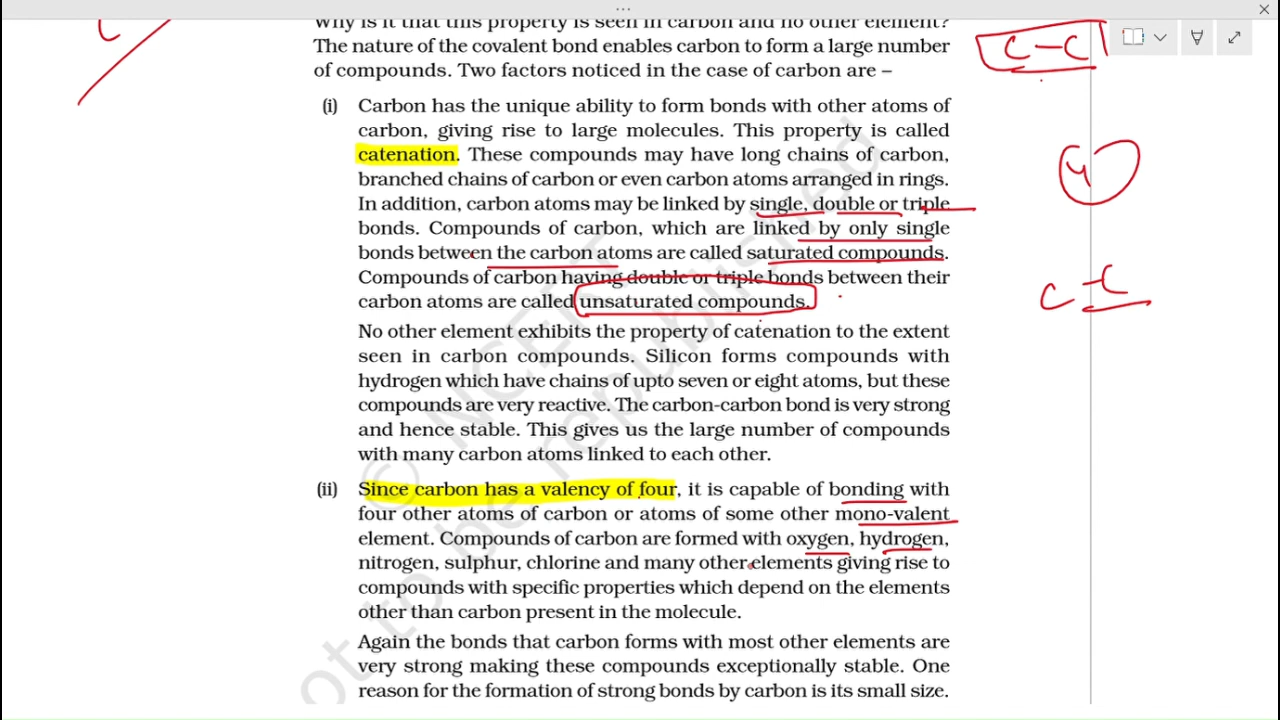 Why is it that this property is seen in carbon and no other element?
The nature of the covalent bond enables carbon to form a large number
of compounds. Two factors noticed in the case of carbon are –
(i) Carbon has the unique ability to form bonds with other atoms of
carbon, giving rise to large molecules. This property is called
catenation. These compounds may have long chains of carbon,
branched chains of carbon or even carbon atoms arranged in rings.
In addition, carbon atoms may be linked by single, double or triple
bonds. Compounds of carbon, which are linked by only single
bonds between the carbon atoms are called saturated compounds.
Compounds of carbon having double or triple bonds between their
carbon atoms are called unsaturated compounds.
No other element exhibits the property of catenation to the extent
seen in carbon compounds. Silicon forms compounds with
hydrogen which have chains of upto seven or eight atoms, but these
compounds are very reactive. The carbon-carbon bond is very strong
and hence stable. This gives us the large number of compounds
with many carbon atoms linked to each other.
(ii) Since carbon has a valency of four, it is capable of bonding with
four other atoms of carbon or atoms of some other mono-valent
element. Compounds of carbon are formed with oxygen, hydrogen,
nitrogen, sulphur, chlorine and many other elements giving rise to
compounds with specific properties which depend on the elements
other than carbon present in the molecule.
Again the bonds that carbon forms with most other elements are
very strong making these compounds exceptionally stable. One
reason for the formation of strong bonds by carbon is its small size.
C – C
4
C – C
© NCERT
not to be republished